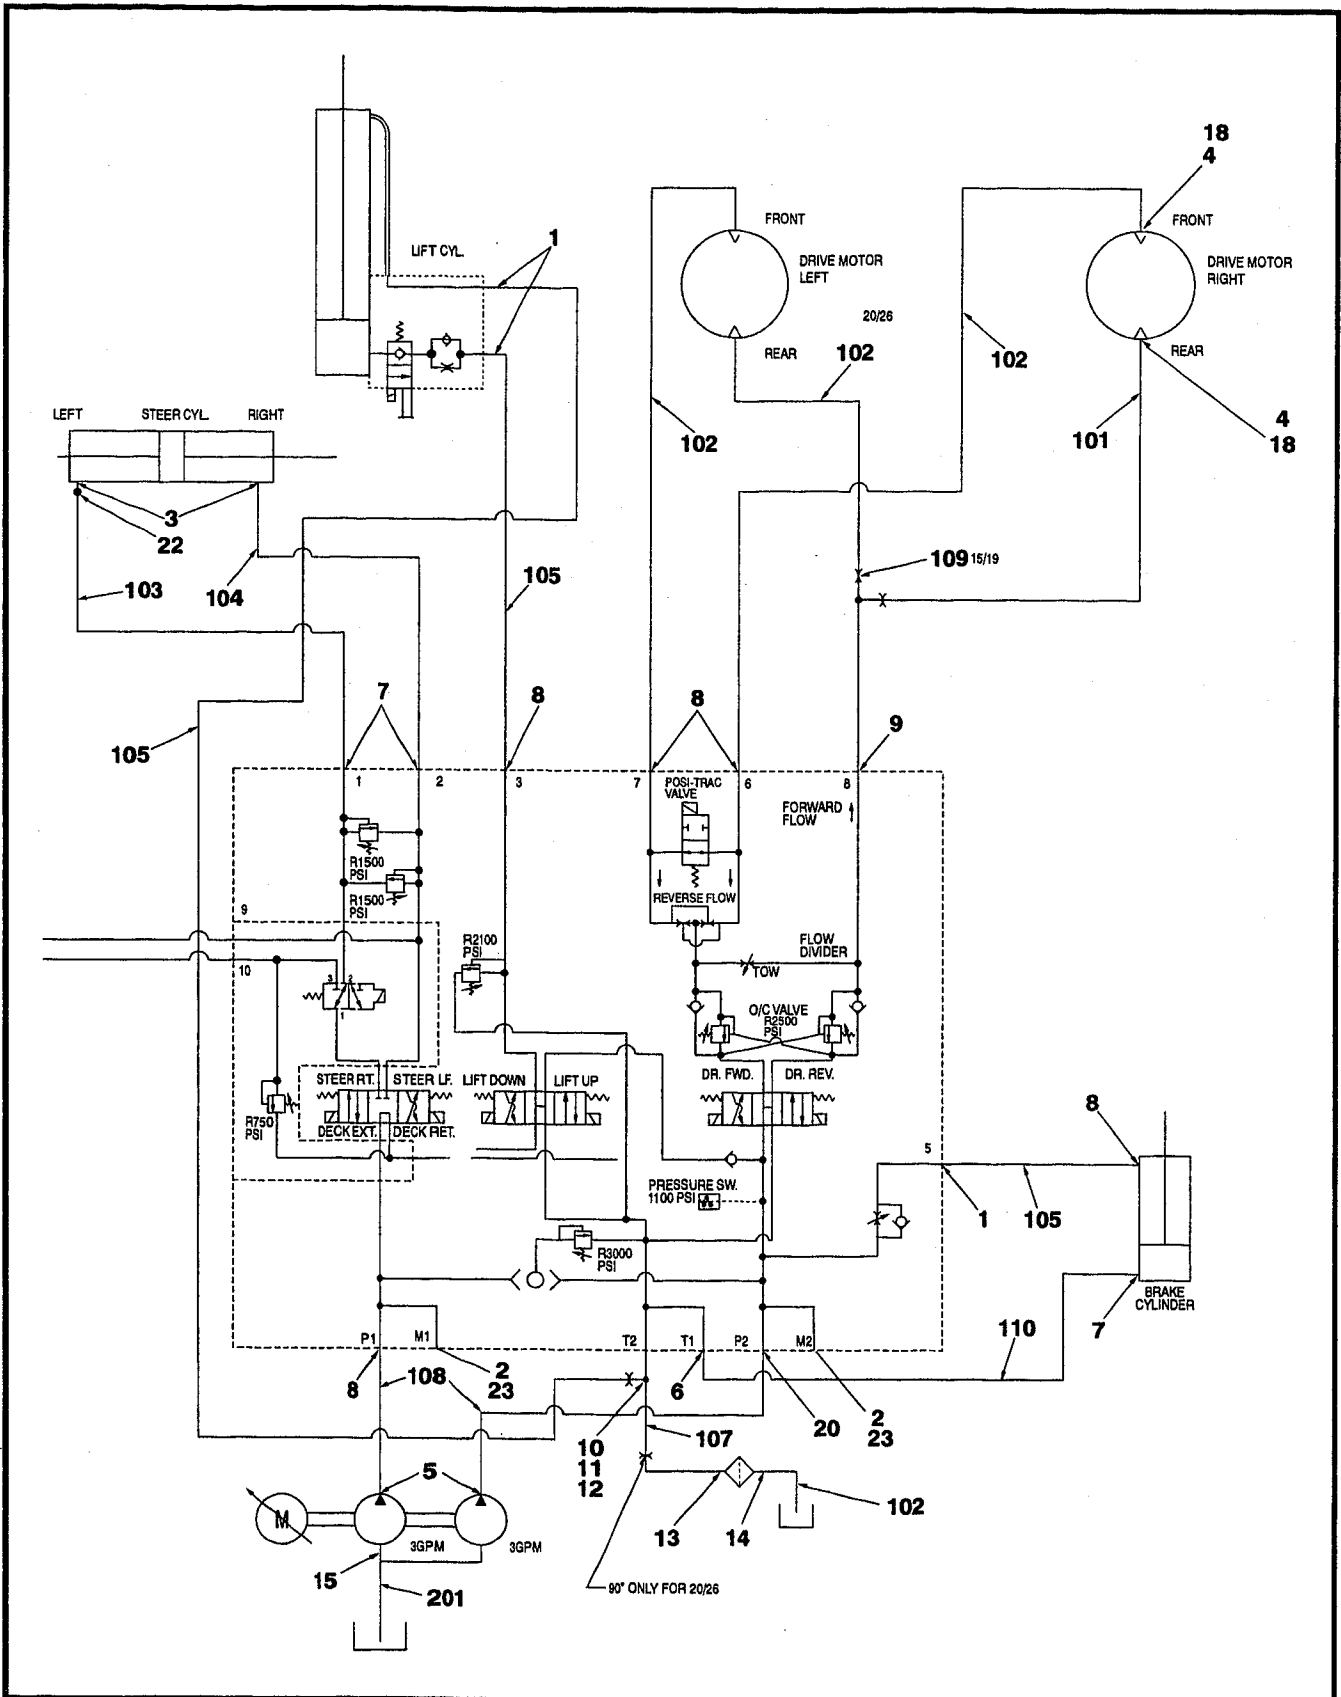 18
4
FRONT
FRONT
LIFT CYL.
1
DRIVE MOTOR
LEFT
DRIVE MOTOR
RIGHT
20/26
REAR
102
102
REAR
LEFT
STEER CYL.
RIGHT
102
101
4
18
3
22
109 15/19
103
104
105
7
8
8
9
105
1
2
3
7
POSI-TRAC
VALVE
6
8
FORWARD
FLOW
R1500
PSI
R1500
PSI
REVERSE FLOW
9
R2100
PSI
FLOW
DIVIDER
10
TOW
3
2
1
O/C VALVE
R2500
PSI
STEER RT.
STEER LF.
LIFT DOWN
LIFT UP
DR. FWD.
DR. REV.
R750
PSI
DECK EXT.
DECK RET.
8
5
PRESSURE SW.
1100 PSI
1
105
R3000
PSI
BRAKE
CYLINDER
7
110
P1
M1
T2
T1
P2
M2
8
108
2
23
6
20
2
23
10
11
12
107
5
102
M
13
14
3GPM
3GPM
15
201
90° ONLY FOR 20/26